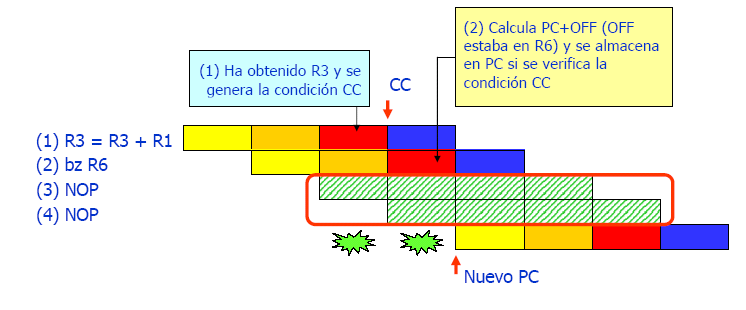 (2) Calcula PC+OFF (OFF
estaba en R6) y se almacena
en PC si se verifica la
condición CC
(1) Ha obtenido R3 y se
genera la condición CC
CC
(1) R3 = R3 + R1
(2) bz R6
(3) NOP
(4) NOP
Nuevo PC